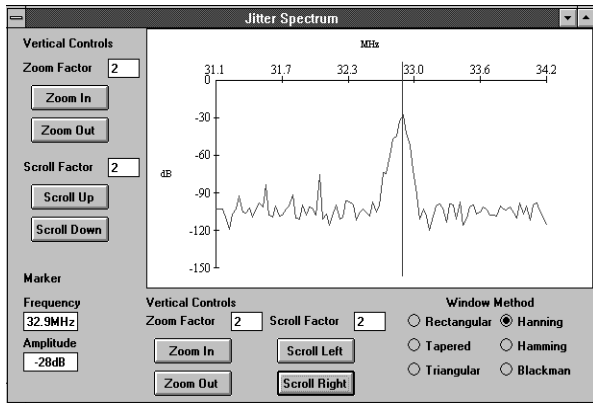 Jitter Spectrum
Vertical Controls
Zoom Factor 2
Zoom In
Zoom Out
Scroll Factor 2
Scroll Up
Scroll Down
Marker
Frequency
32.9MHz
Amplitude
-28dB
MHz
31.1 31.7 32.3 33.0 33.6 34.2
0
-30
-60
dB
-90
-120
-150
Vertical Controls
Zoom Factor 2 Scroll Factor 2
Zoom In Scroll Left
Zoom Out Scroll Right
Window Method
Rectangular Hanning
Tapered Hamming
Triangular Blackman